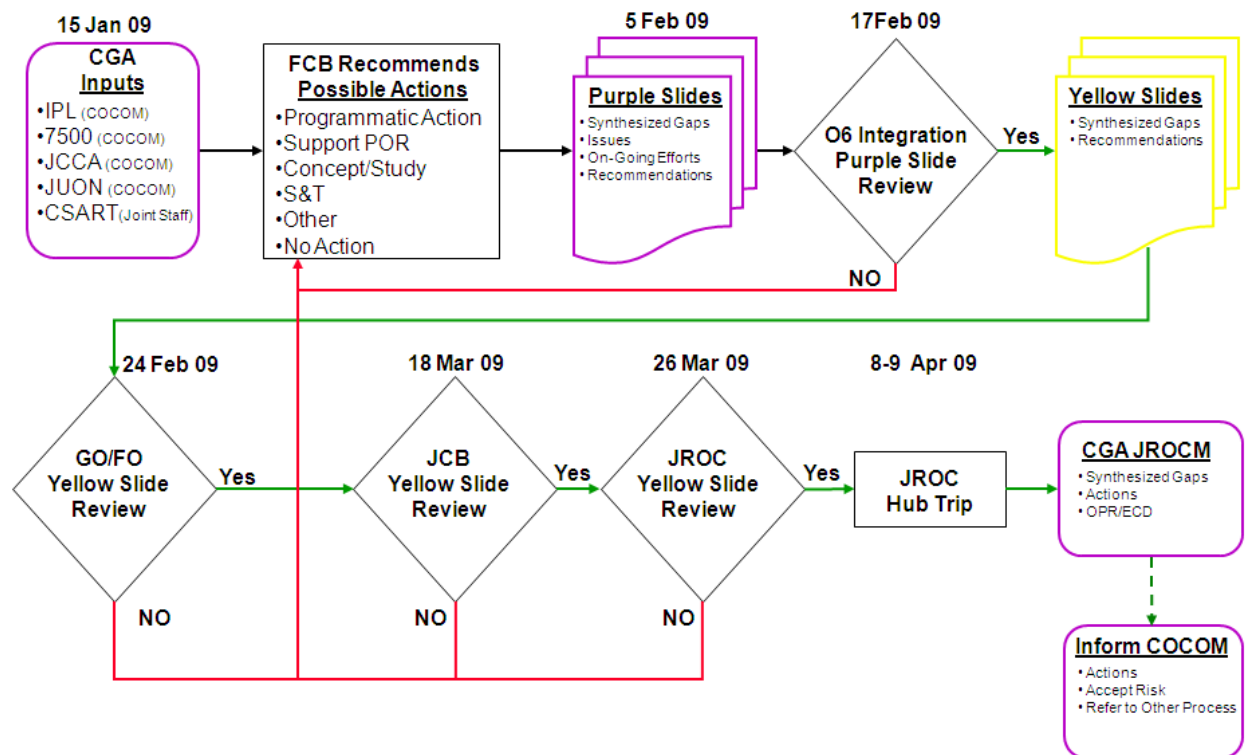 15 Jan 09
CGA
Inputs
•IPL (COCOM)
•7500 (COCOM)
•JCCA (COCOM)
•JUON (COCOM)
•CSART(Joint Staff)
FCB Recommends
Possible Actions
•Programmatic Action
•Support POR
•Concept/Study
•S&T
•Other
•No Action
5 Feb 09
Purple Slides
• Synthesized Gaps
• Issues
• On-Going Efforts
• Recommendations
17Feb 09
O6 Integration
Purple Slide
Review
Yes
NO
Yellow Slides
• Synthesized Gaps
• Recommendations
24 Feb 09
GO/FO
Yellow Slide
Review
Yes
NO
18 Mar 09
JCB
Yellow Slide
Review
Yes
NO
26 Mar 09
JROC
Yellow Slide
Review
Yes
NO
8-9 Apr 09
JROC
Hub Trip
CGA JROCM
• Synthesized Gaps
• Actions
• OPR/ECD
Inform COCOM
• Actions
• Accept Risk
• Refer to Other Process